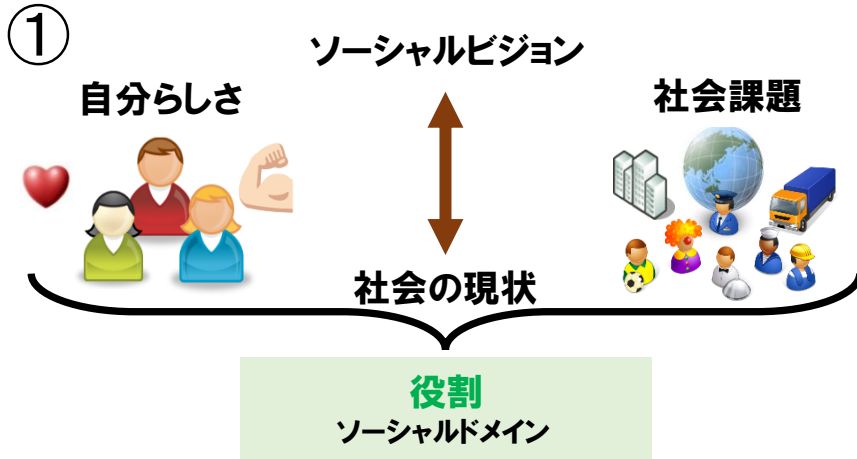 ①
ソーシャルビジョン
自分らしさ
社会課題
社会の現状
役割
ソーシャルドメイン